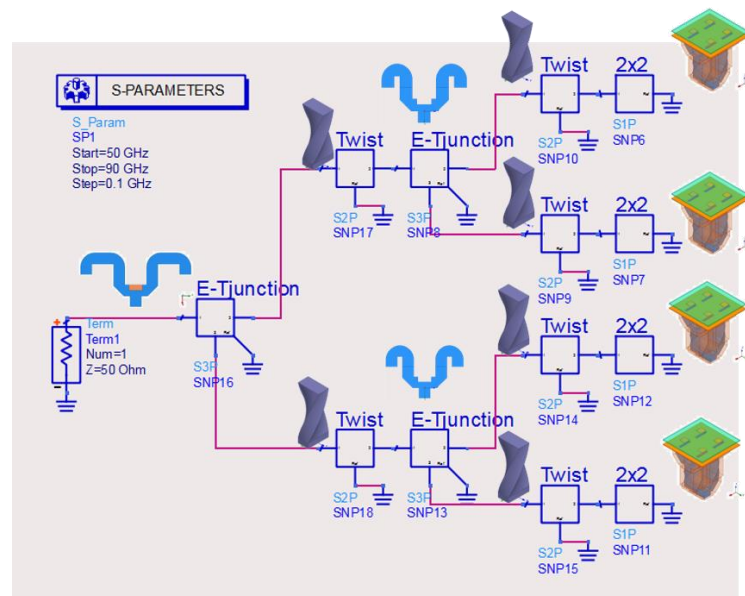 S-PARAMETERS
S_Param
SP1
Start=50 GHz
Stop=90 GHz
Step=0.1 GHz
Twist
2x2
S2P
SNP10
S1P
SNP6
Twist
E-Tjunction
S2P
SNP17
S3P
SNP8
Twist
2x2
S2P
SNP9
S1P
SNP7
E-Tjunction
S3P
SNP16
Term
Term1
Num=1
Z=50 Ohm
Twist
2x2
S2P
SNP14
S1P
SNP12
Twist
E-Tjunction
S2P
SNP18
S3P
SNP13
Twist
2x2
S2P
SNP15
S1P
SNP11